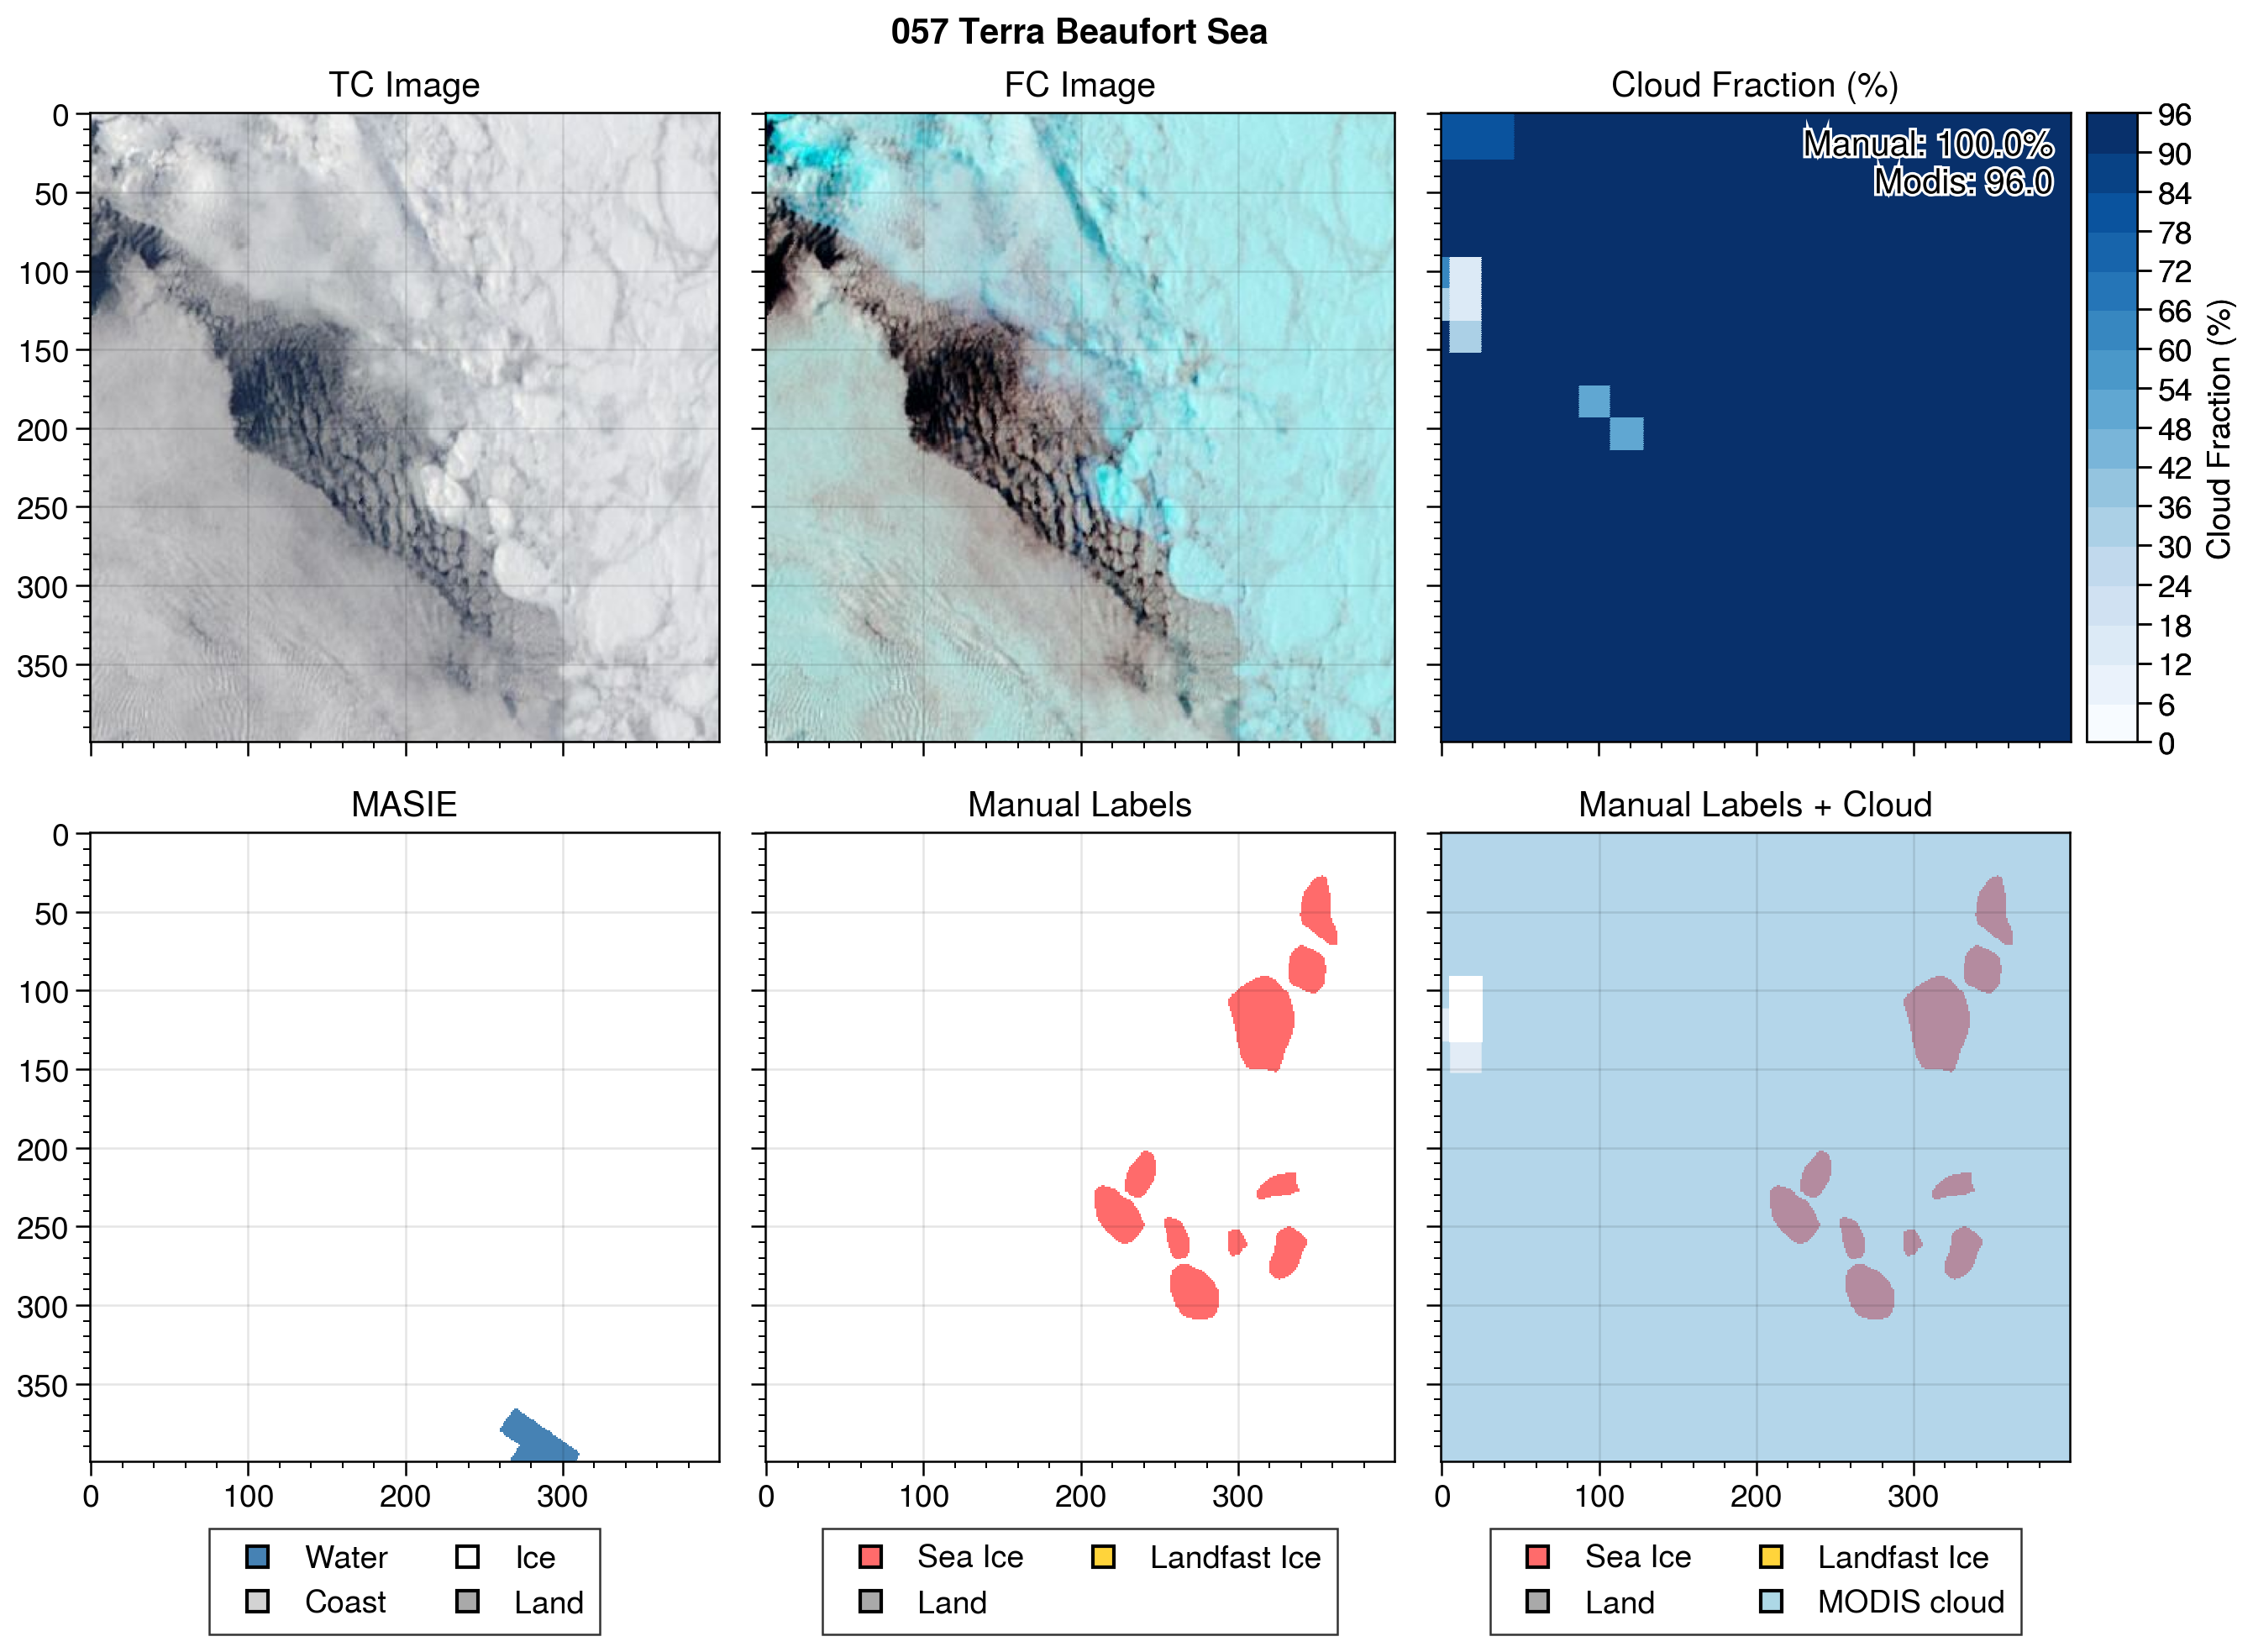 057 Terra Beaufort Sea
TC Image
FC Image
Cloud Fraction (%)
0
50
100
150
200
250
300
350
Manual: 100.0%
Modis: 96.0
96
90
84
78
72
66
60
54
48
42
36
30
24
18
12
6
0
Cloud Fraction (%)
MASIE
Manual Labels
Manual Labels + Cloud
0
50
100
150
200
250
300
350
0 100 200 300
0 100 200 300
0 100 200 300
Water Ice
Coast Land
Sea Ice Landfast Ice
Land
Sea Ice Landfast Ice
Land MODIS cloud